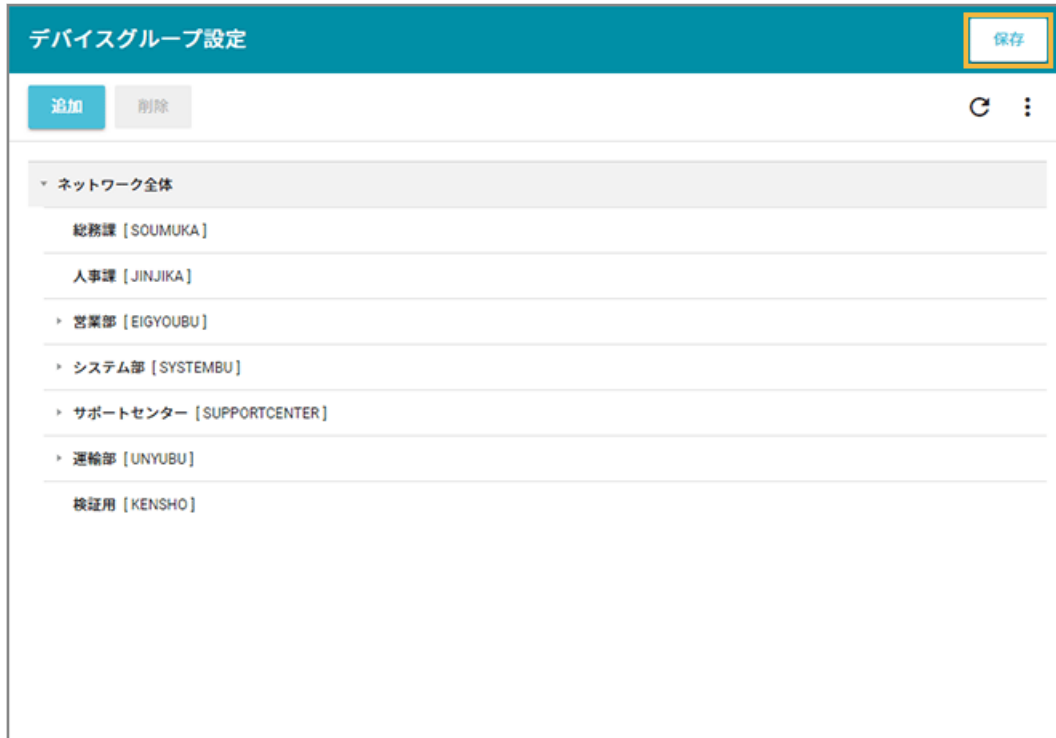 デバイスグループ設定
保存
追加 削除
ネットワーク全体
総務課 [ SOUMUKA ]
人事課 [ JINJIKA ]
営業部 [ EIGYOUBU ]
システム部 [ SYSTEMBU ]
サポートセンター [ SUPPORTCENTER ]
運輸部 [ UNYUBU ]
検証用 [ KENSHO ]